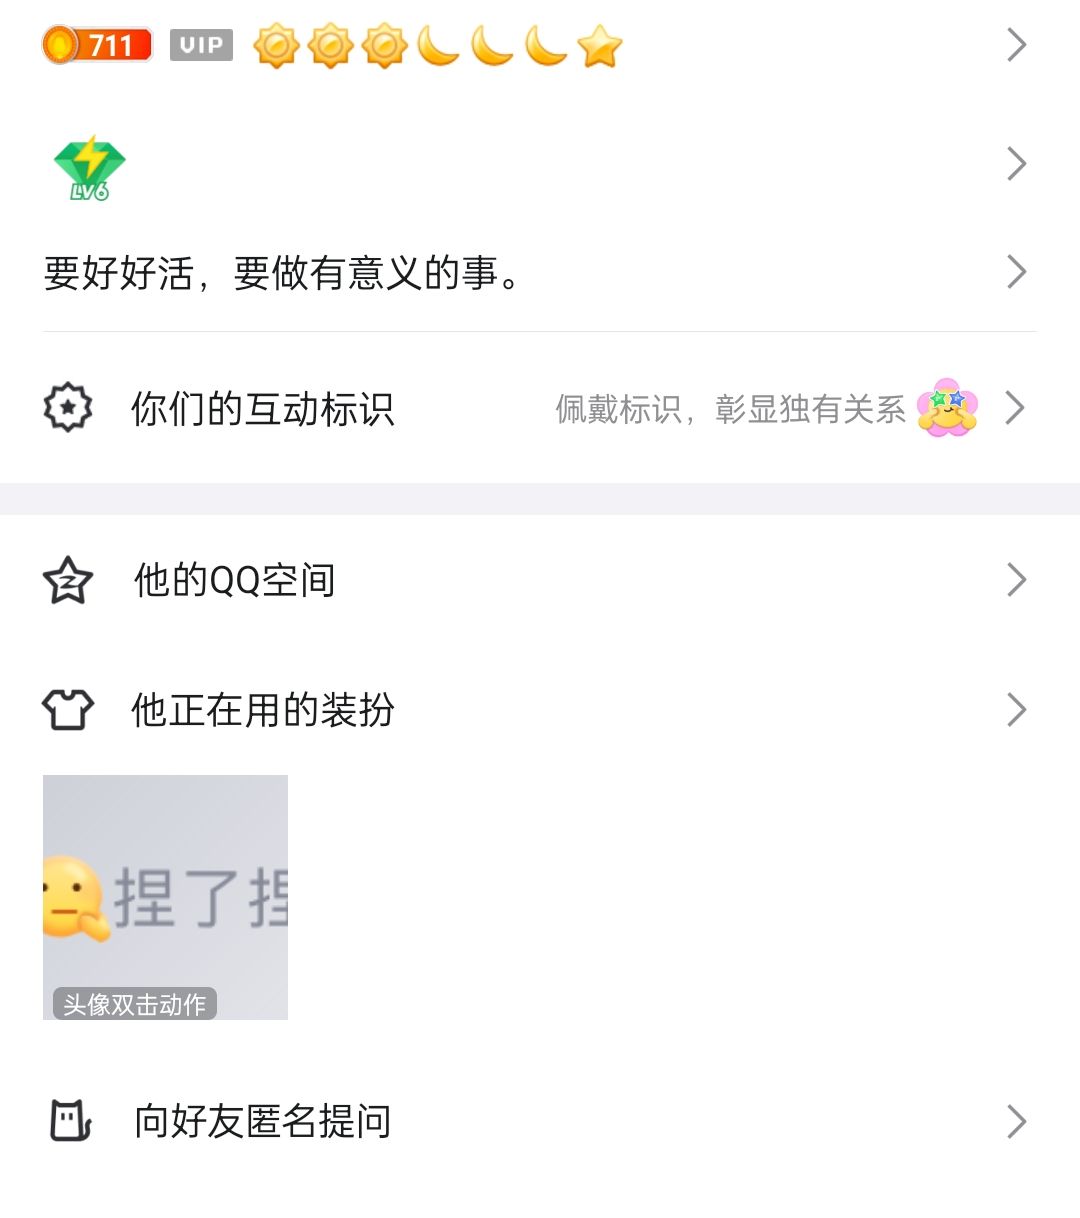 711 VIP
LV6
要好好活，要做有意义的事。
你们的互动标识 佩戴标识，彰显独有关系
他的QQ空间
他正在用的装扮
捏了捏
头像双击动作
向好友匿名提问